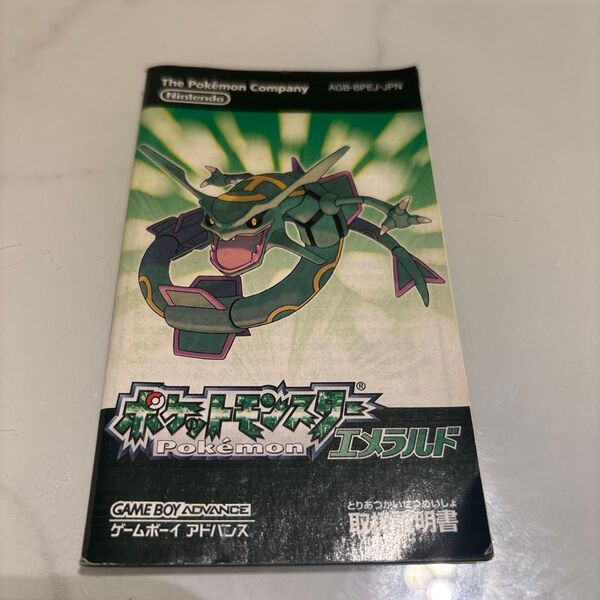 The Pokémon Company
Nintendo
AGB-BPEJ-JPN
ポケットモンスター®
Pokémon
エメラルド
GAME BOY ADVANCE
ゲームボーイ アドバンス
とりあつかいせつめいしょ
取扱説明書